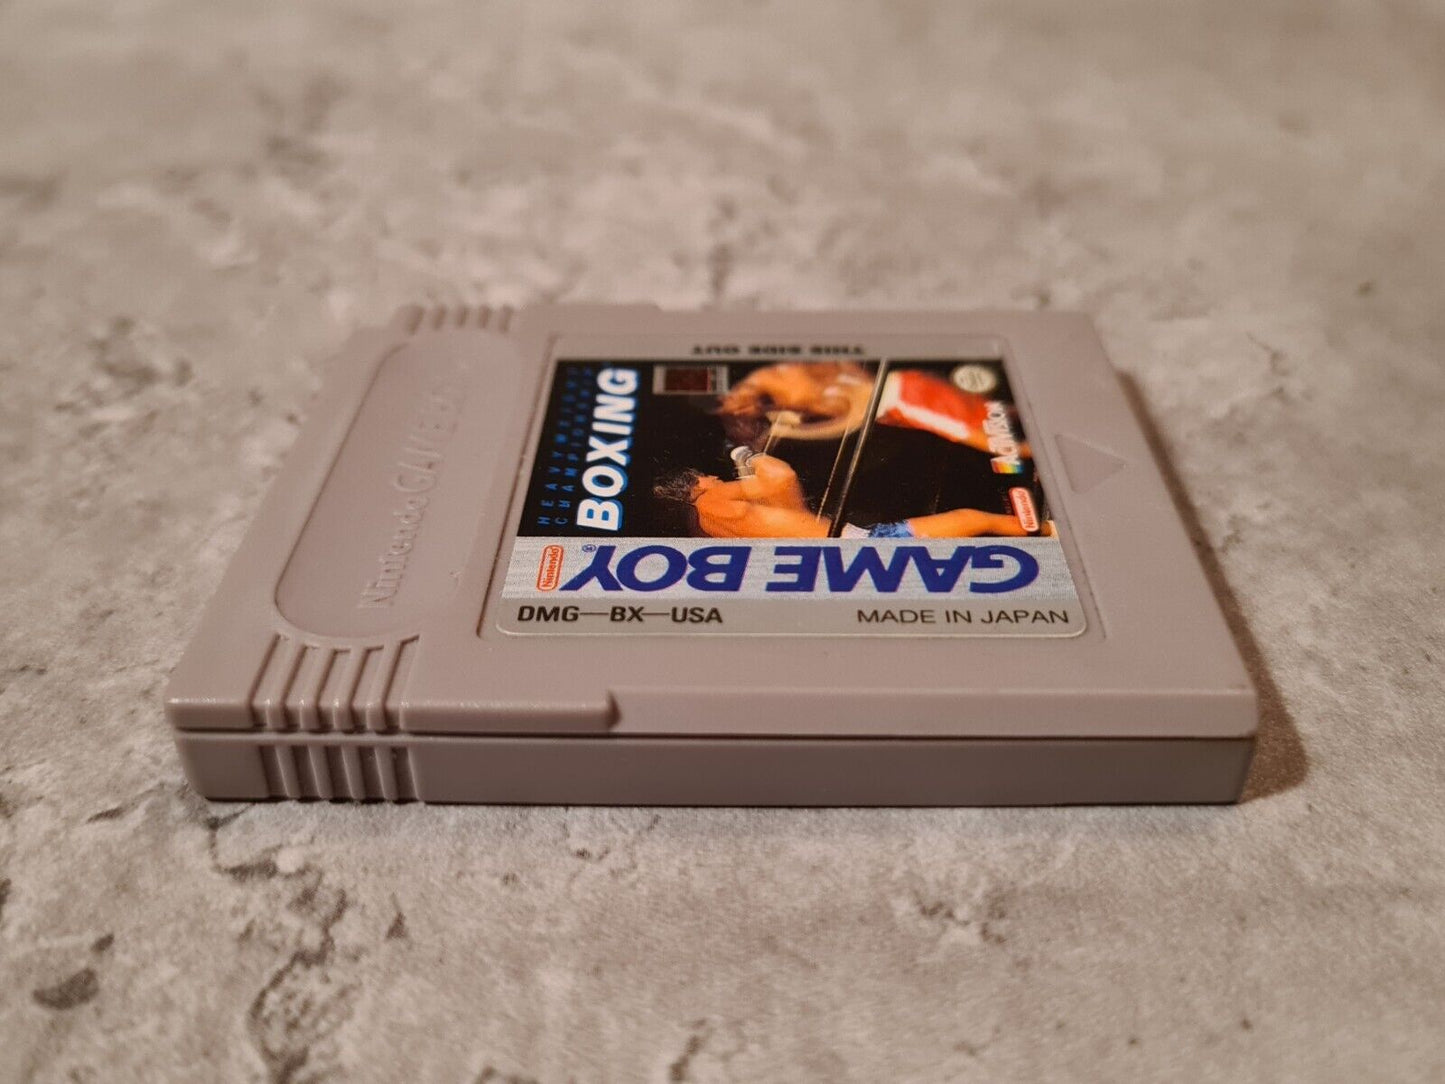 Nintendo GAME BOY
THIS SIDE OUT
HEAVYWEIGHT
CHAMPIONSHIP
BOXING
ACTIVISION
Nintendo
Nintendo
GAME BOY®
DMG-BX-USA
MADE IN JAPAN